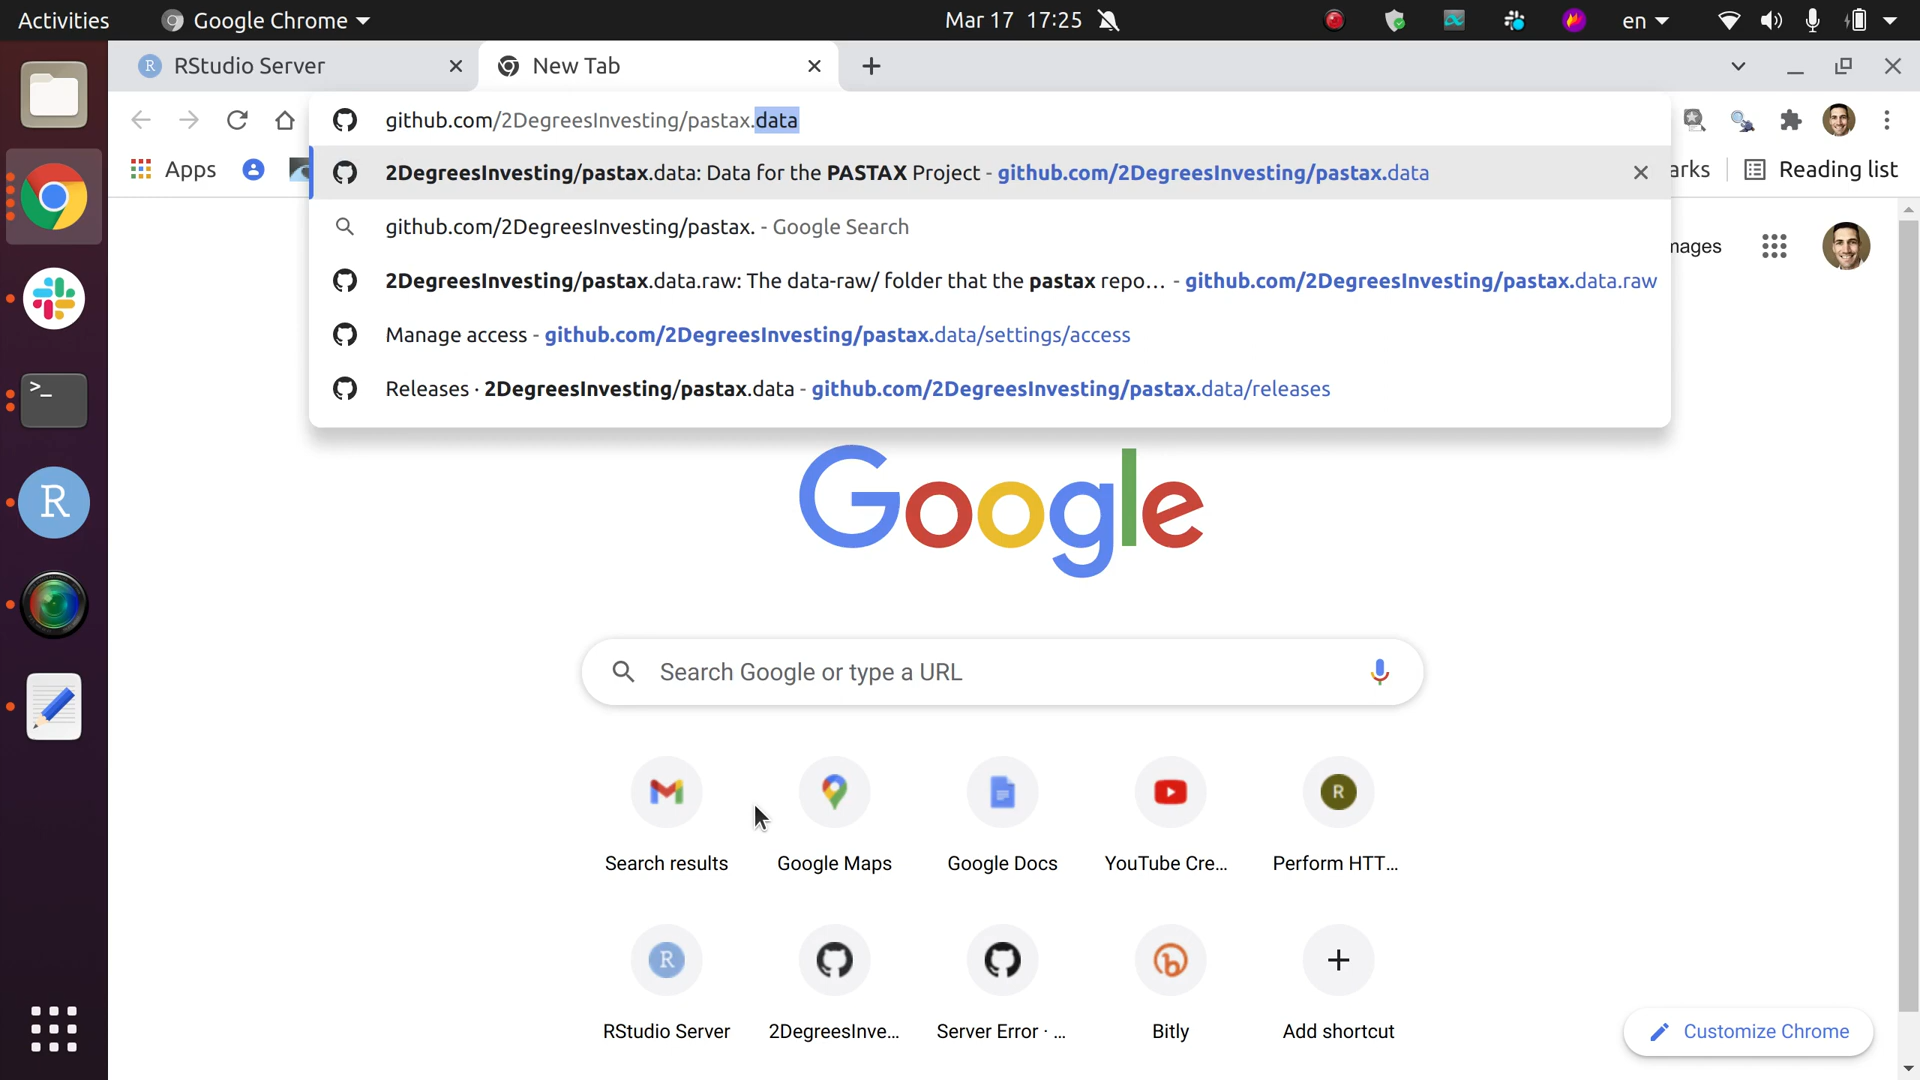 Activities Google Chrome Mar 17 17:25 en
RStudio Server New Tab
github.com/2DegreesInvesting/pastax.data
Apps arks Reading list
2DegreesInvesting/pastax.data: Data for the PASTAX Project - github.com/2DegreesInvesting/pastax.data
github.com/2DegreesInvesting/pastax. - Google Search
mages
2DegreesInvesting/pastax.data.raw: The data-raw/ folder that the pastax repo… - github.com/2DegreesInvesting/pastax.data.raw
Manage access - github.com/2DegreesInvesting/pastax.data/settings/access
Releases · 2DegreesInvesting/pastax.data - github.com/2DegreesInvesting/pastax.data/releases
>_
R
Google
Search Google or type a URL
R
Search results Google Maps Google Docs YouTube Cre... Perform HTT...
R
RStudio Server 2DegreesInve... Server Error · ... Bitly Add shortcut
Customize Chrome